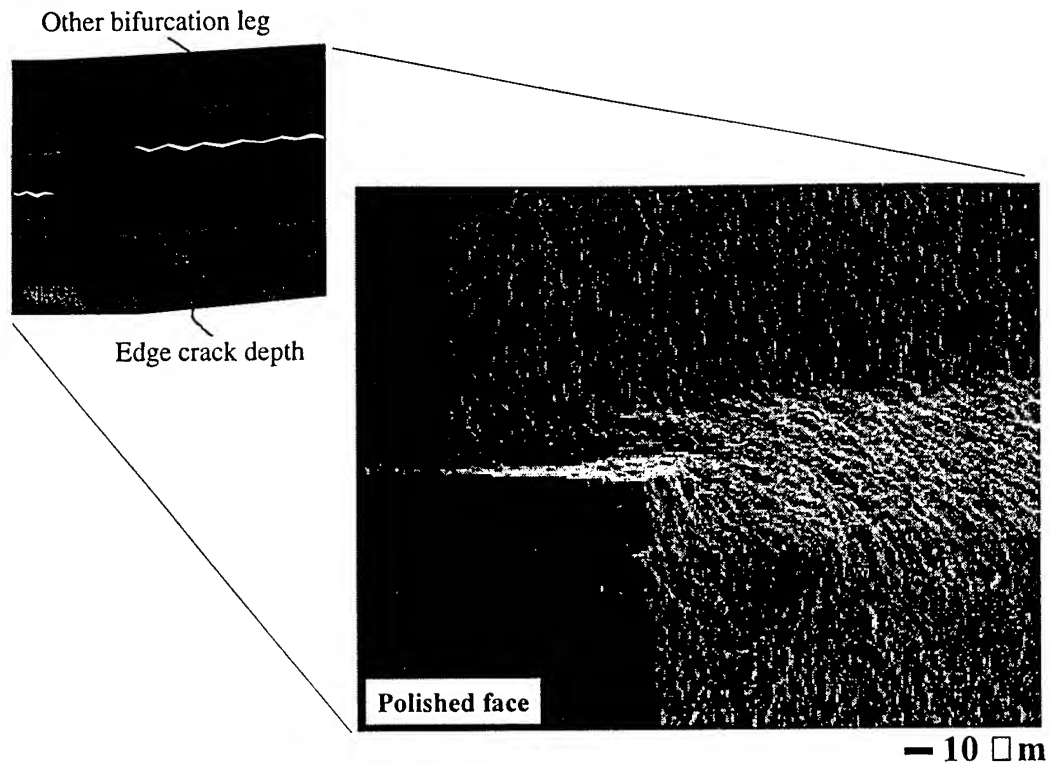 Other bifurcation leg
Edge crack depth
Polished face
10 □m